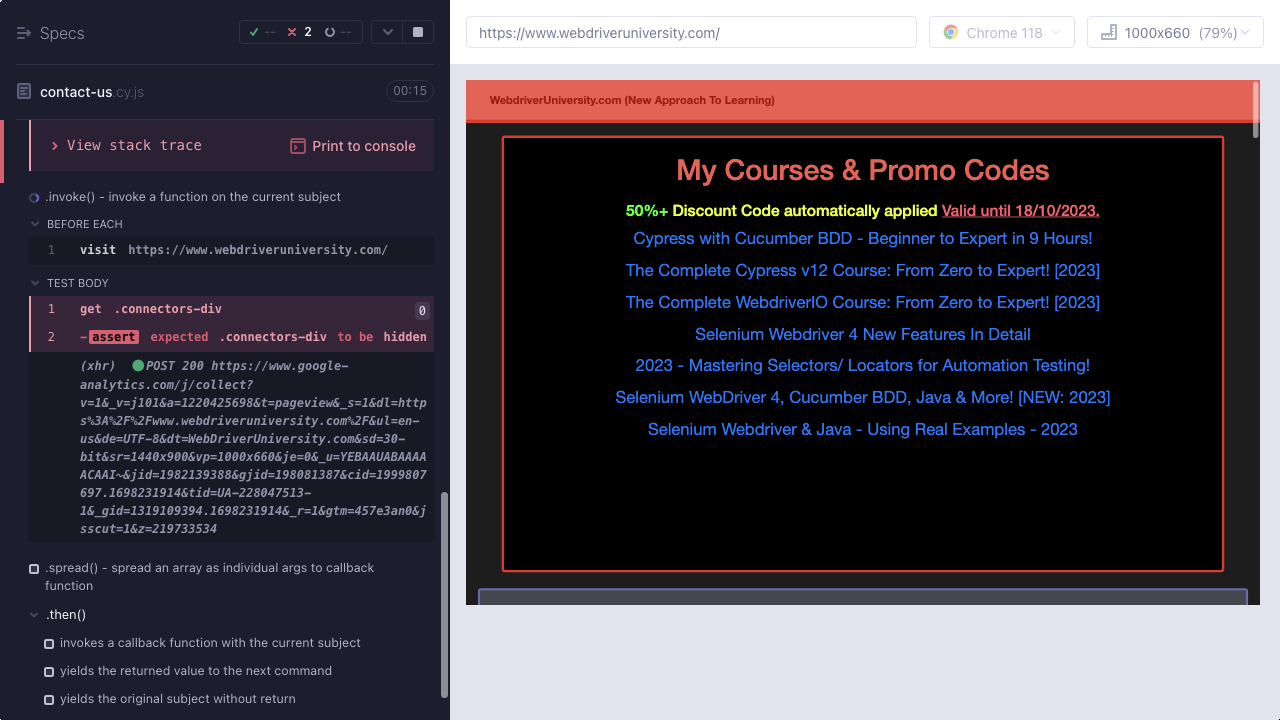 Specs
-- 2 --
contact-us.cy.js
00:15
View stack trace
Print to console
.invoke() - invoke a function on the current subject
BEFORE EACH
1 visit https://www.webdriveruniversity.com/
TEST BODY
1 get .connectors-div 0
2 -assert expected .connectors-div to be hidden
(xhr) POST 200 https://www.google-
analytics.com/j/collect?
v=1&_v=j101&a=1220425698&t=pageview&_s=1&dl=http
s%3A%2F%2Fwww.webdriveruniversity.com%2F&ul=en-
us&de=UTF-8&dt=WebDriverUniversity.com&sd=30-
bit&sr=1440x900&vp=1000x660&je=0&_u=YEBAAUABAAAA
ACAAI~&jid=1982139388&gjid=198081387&cid=1999807
697.1698231914&tid=UA-228047513-
1&_gid=1319109394.1698231914&_r=1&gtm=457e3an0&j
sscut=1&z=219733534
.spread() - spread an array as individual args to callback
function
.then()
invokes a callback function with the current subject
yields the returned value to the next command
yields the original subject without return
https://www.webdriveruniversity.com/
Chrome 118
1000x660 (79%)
WebdriverUniversity.com (New Approach To Learning)
My Courses & Promo Codes
50%+ Discount Code automatically applied Valid until 18/10/2023.
Cypress with Cucumber BDD - Beginner to Expert in 9 Hours!
The Complete Cypress v12 Course: From Zero to Expert! [2023]
The Complete WebdriverIO Course: From Zero to Expert! [2023]
Selenium Webdriver 4 New Features In Detail
2023 - Mastering Selectors/ Locators for Automation Testing!
Selenium WebDriver 4, Cucumber BDD, Java & More! [NEW: 2023]
Selenium Webdriver & Java - Using Real Examples - 2023